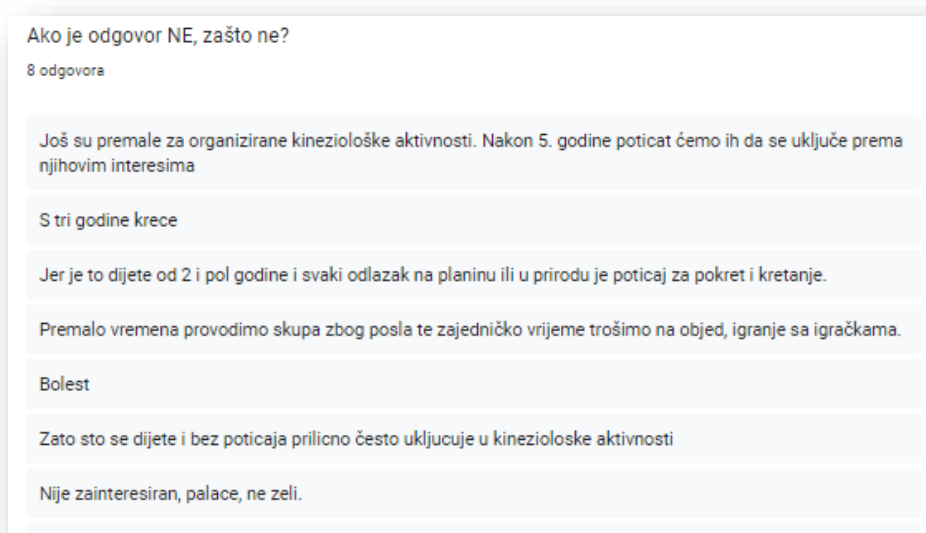 Ako je odgovor NE, zašto ne?
8 odgovora
Još su premale za organizirane kineziološke aktivnosti. Nakon 5. godine poticat ćemo ih da se uključe prema
njihovim interesima
S tri godine krece
Jer je to dijete od 2 i pol godine i svaki odlazak na planinu ili u prirodu je poticaj za pokret i kretanje.
Premalo vremena provodimo skupa zbog posla te zajedničko vrijeme trošimo na objed, igranje sa igračkama.
Bolest
Zato sto se dijete i bez poticaja prilicno često ukljucuje u kinezioloske aktivnosti
Nije zainteresiran, palace, ne zeli.